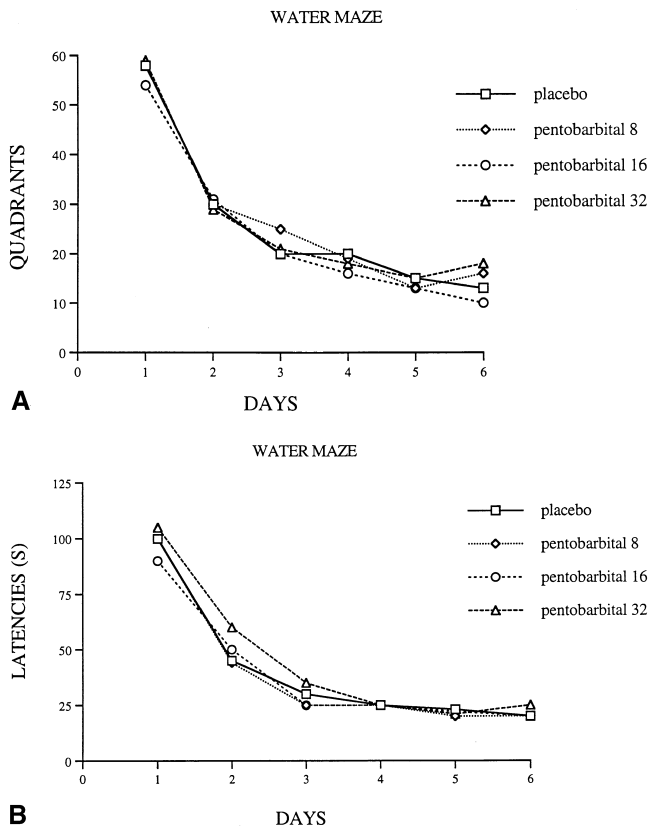 WATER MAZE
60
50
40
30
20
10
0
QUADRANTS
0 1 2 3 4 5 6
DAYS
placebo
pentobarbital 8
pentobarbital 16
pentobarbital 32
A
WATER MAZE
125
100
75
50
25
0
LATENCIES (S)
0 1 2 3 4 5 6
DAYS
placebo
pentobarbital 8
pentobarbital 16
pentobarbital 32
B